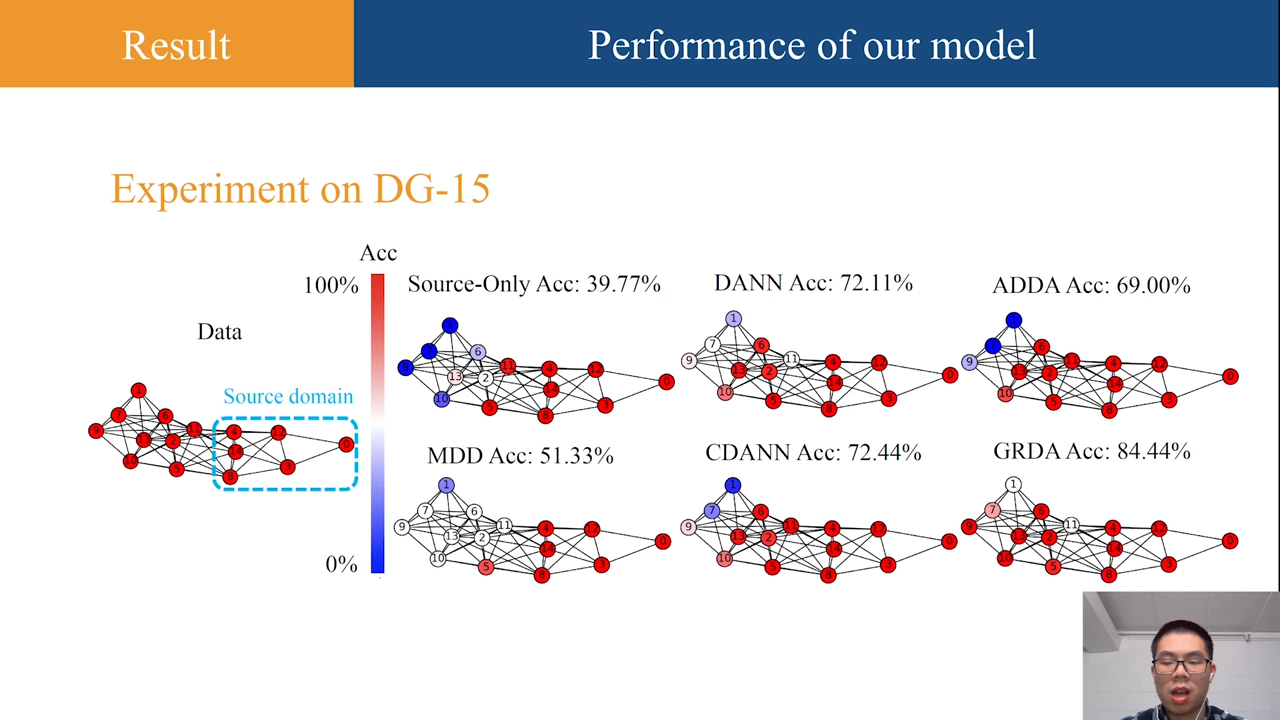 Result
Performance of our model
Experiment on DG-15
Acc
100%
0%
Data
Source domain
Source-Only Acc: 39.77%
DANN Acc: 72.11%
ADDA Acc: 69.00%
MDD Acc: 51.33%
CDANN Acc: 72.44%
GRDA Acc: 84.44%